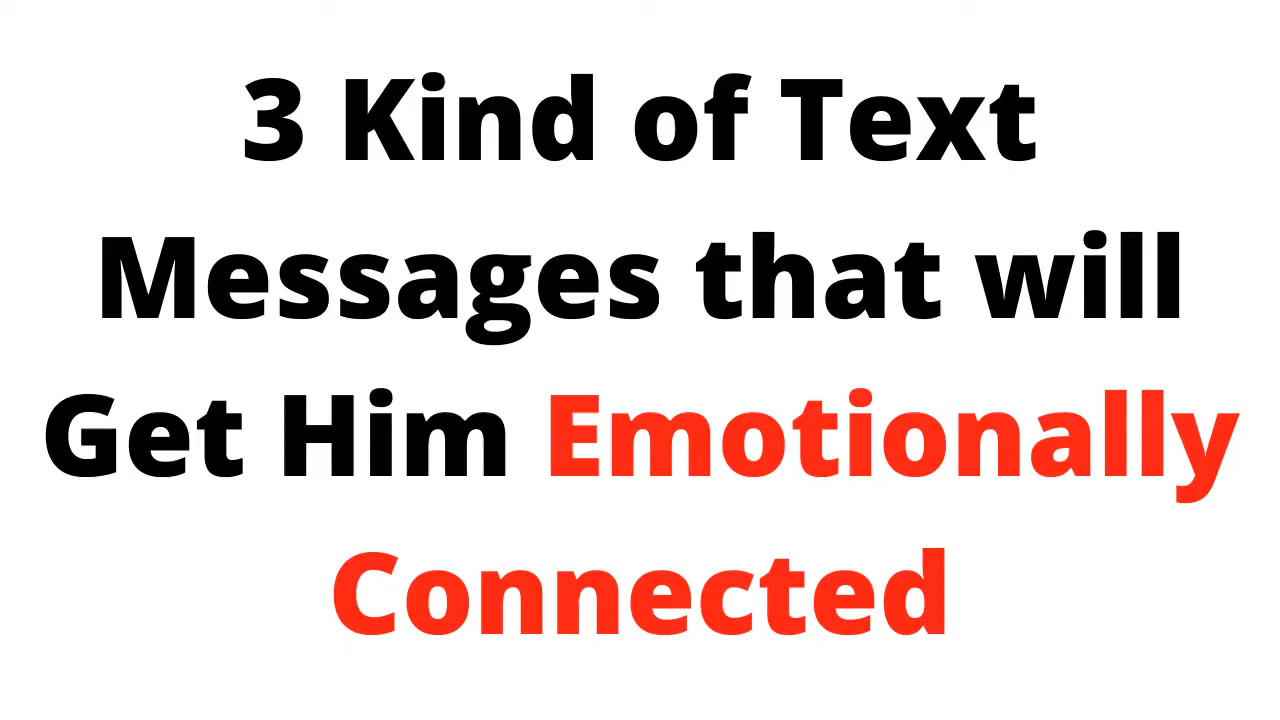 3 Kind of Text
Messages that will
Get Him Emotionally
Connected